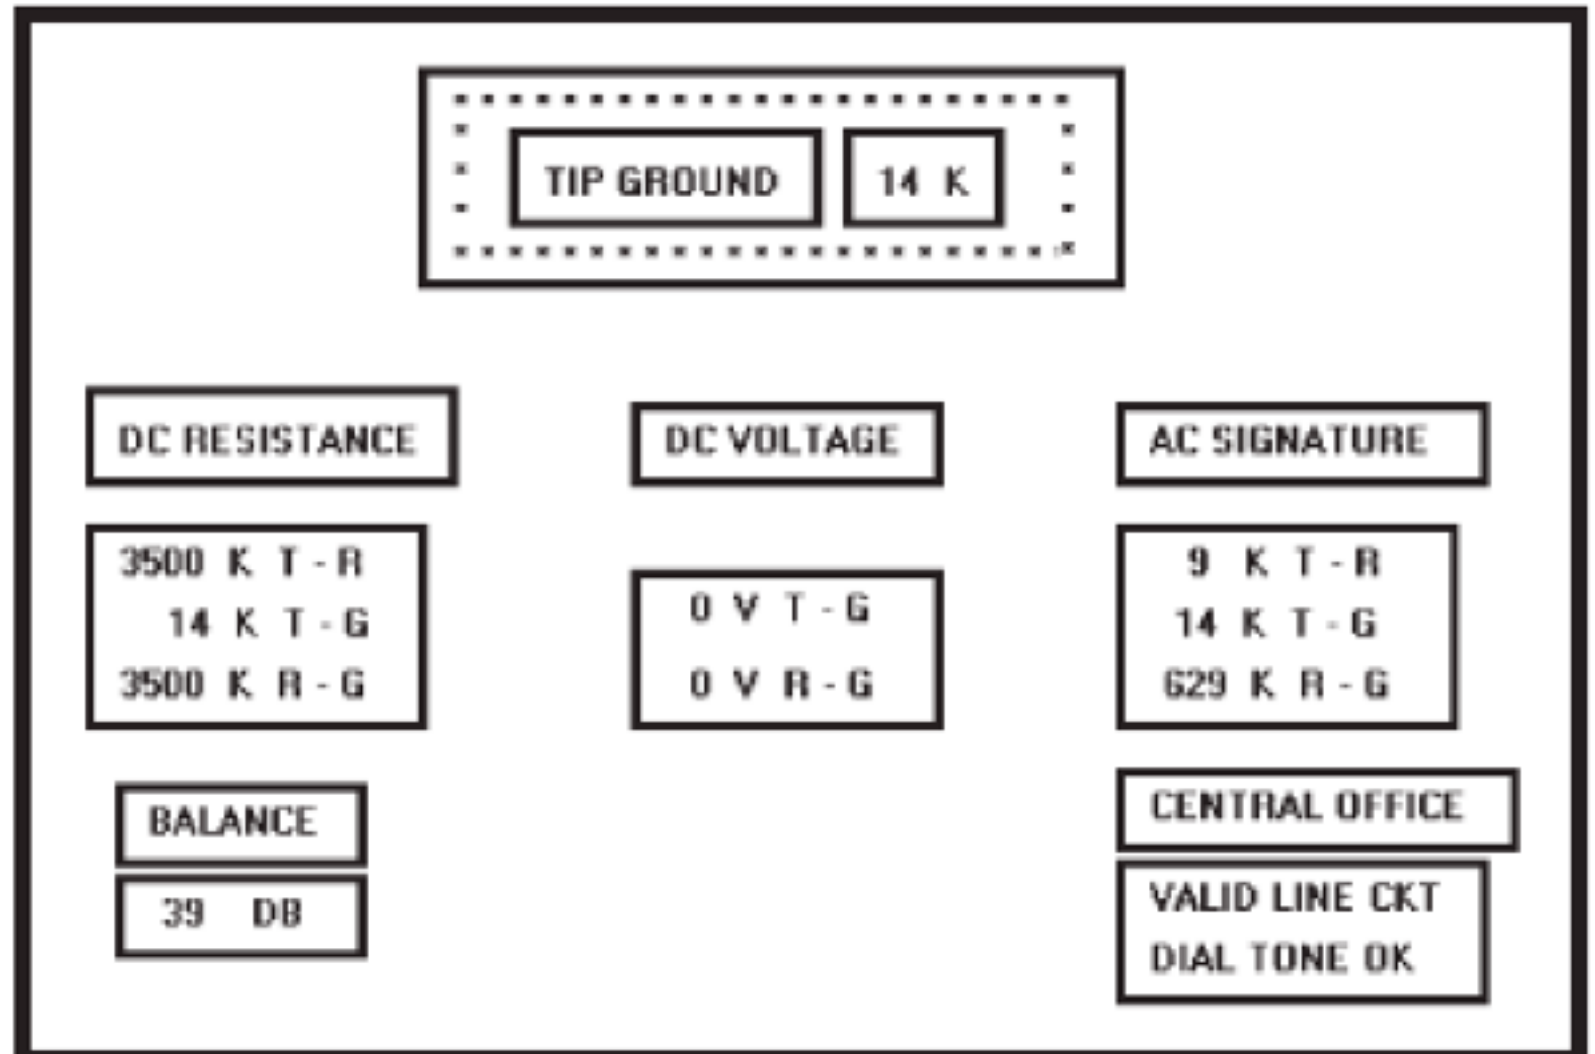 TIP GROUND 14 K
DC RESISTANCE
3500 K T - R
14 K T - G
3500 K R - G
DC VOLTAGE
0 V T - G
0 V R - G
AC SIGNATURE
9 K T - R
14 K T - G
629 K R - G
BALANCE
39 DB
CENTRAL OFFICE
VALID LINE CKT
DIAL TONE OK